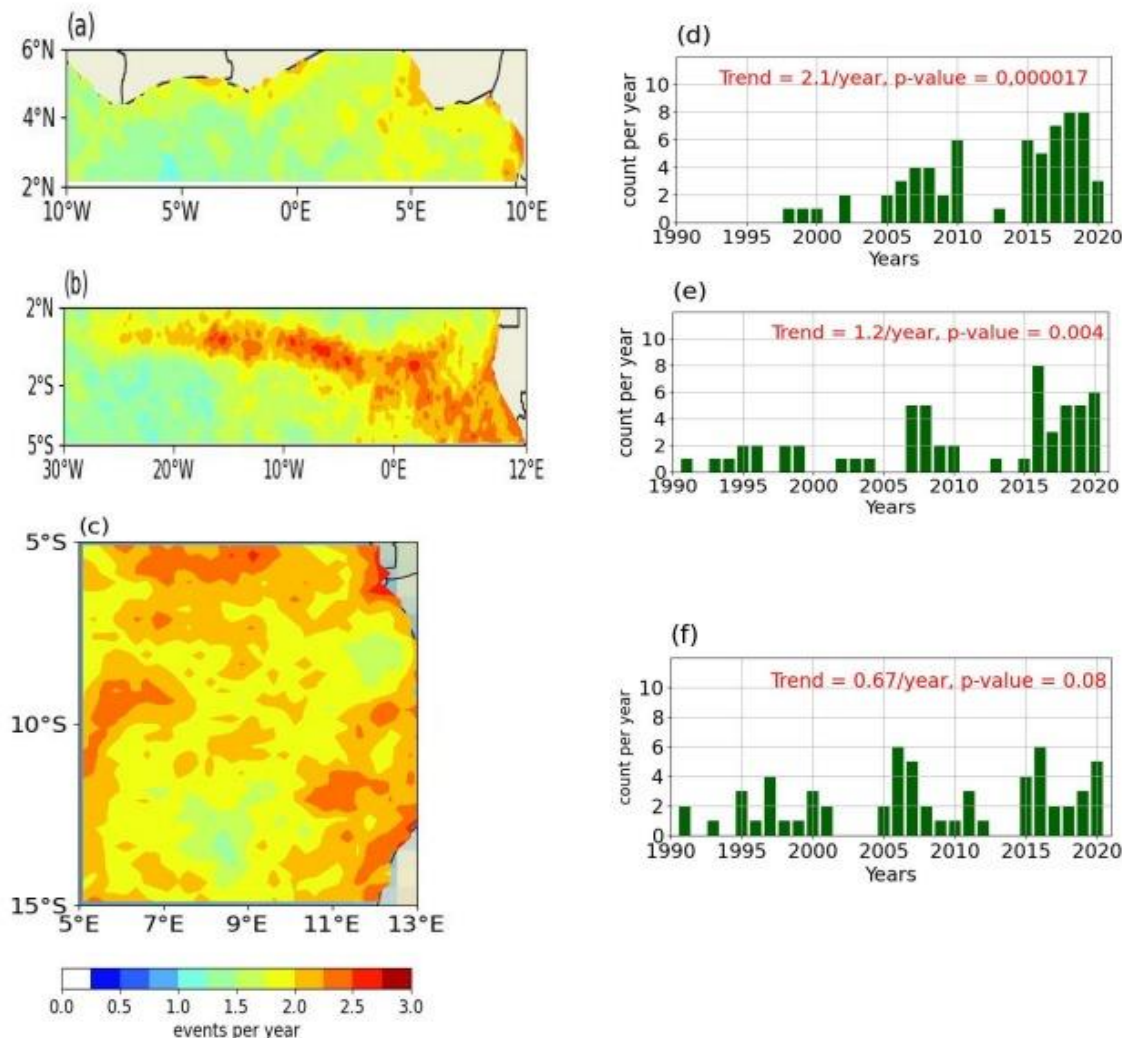 (a)
6°N
4°N
2°N
10°W 5°W 0°E 5°E 10°E
(b)
2°N
2°S
5°S
30°W 20°W 10°W 0°E 12°E
(c)
5°S
10°S
15°S
5°E 7°E 9°E 11°E 13°E
0.0 0.5 1.0 1.5 2.0 2.5 3.0
events per year
(d)
Trend = 2.1/year, p-value = 0,000017
count per year
10
8
6
4
2
0
1990 1995 2000 2005 2010 2015 2020
Years
(e)
Trend = 1.2/year, p-value = 0.004
count per year
10
8
6
4
2
0
1990 1995 2000 2005 2010 2015 2020
Years
(f)
Trend = 0.67/year, p-value = 0.08
count per year
10
8
6
4
2
0
1990 1995 2000 2005 2010 2015 2020
Years